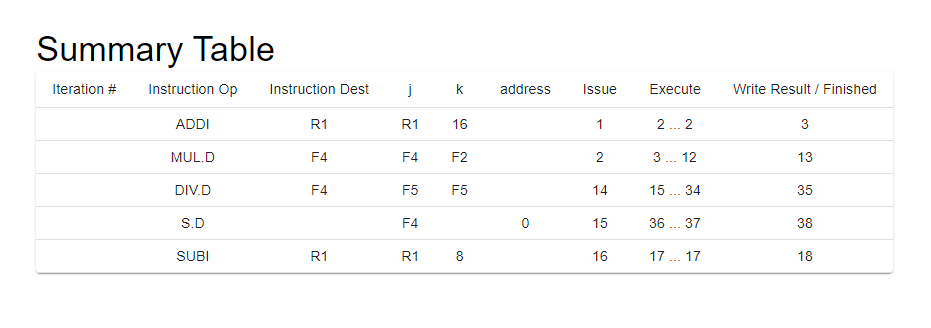 Summary Table
Iteration # Instruction Op Instruction Dest j k address Issue Execute Write Result / Finished
ADDI R1 R1 16 1 2 ... 2 3
MUL.D F4 F4 F2 2 3 ... 12 13
DIV.D F4 F5 F5 14 15 ... 34 35
S.D F4 0 15 36 ... 37 38
SUBI R1 R1 8 16 17 ... 17 18